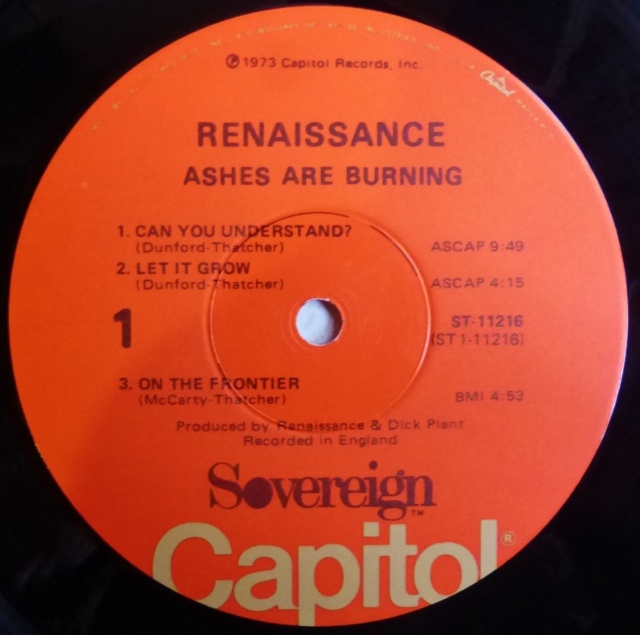 ℗1973 Capitol Records, Inc.
Capitol
RENAISSANCE
ASHES ARE BURNING
1. CAN YOU UNDERSTAND?
(Dunford-Thatcher) ASCAP 9:49
2. LET IT GROW
(Dunford-Thatcher) ASCAP 4:15
1 ST-11216
(ST 1-11216)
3. ON THE FRONTIER
(McCarty-Thatcher) BMI 4:53
Produced by Renaissance & Dick Plant
Recorded in England
Sovereign™
Capitol®